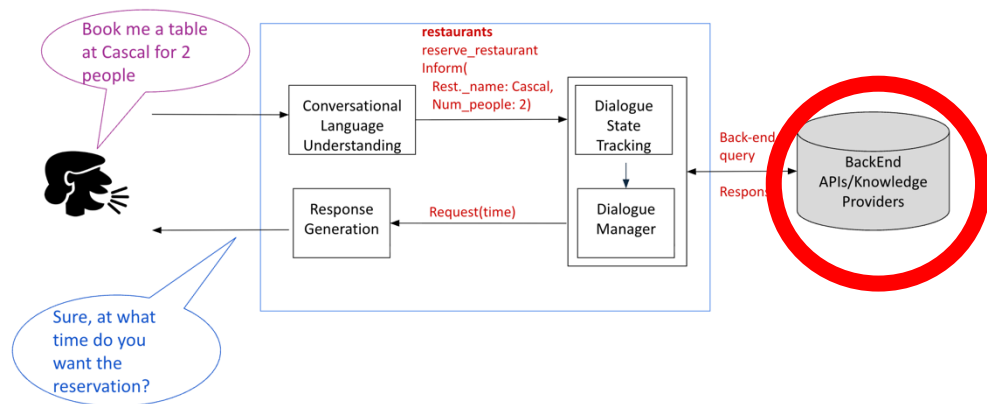 Book me a table
at Cascal for 2
people
restaurants
reserve_restaurant
Inform(
Rest._name: Cascal,
Num_people: 2)
Conversational
Language
Understanding
Dialogue
State
Tracking
Back-end
query
Respons
BackEnd
APIs/Knowledge
Providers
Response
Generation
Request(time)
Dialogue
Manager
Sure, at what
time do you
want the
reservation?